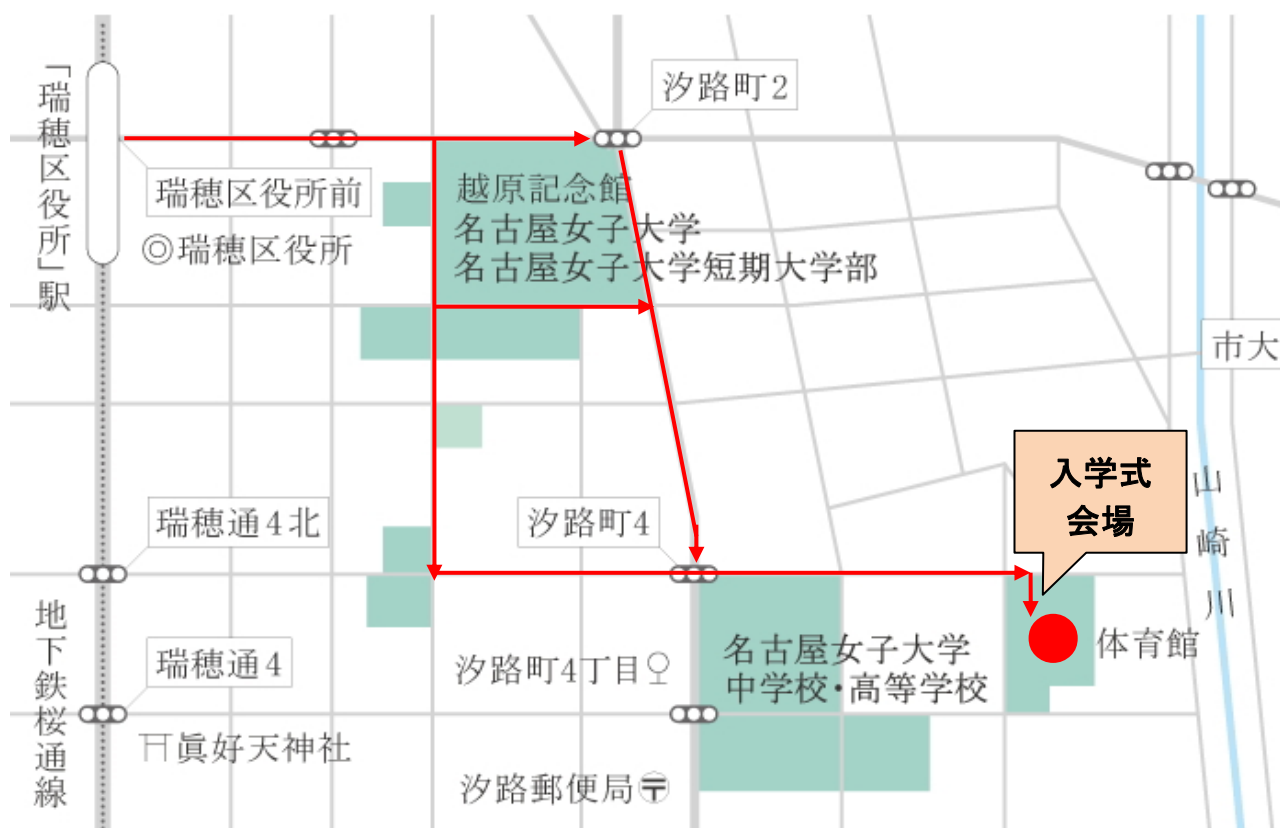 「瑞穂区役所」駅
汐路町2
瑞穂区役所前
◎瑞穂区役所
越原記念館
名古屋女子大学
名古屋女子大学短期大学部
市大
入学式
会場
山崎川
瑞穂通4北
汐路町4
地下鉄桜通線
瑞穂通4
汐路町4丁目
名古屋女子大学
中学校・高等学校
体育館
眞好天神社
汐路郵便局〒